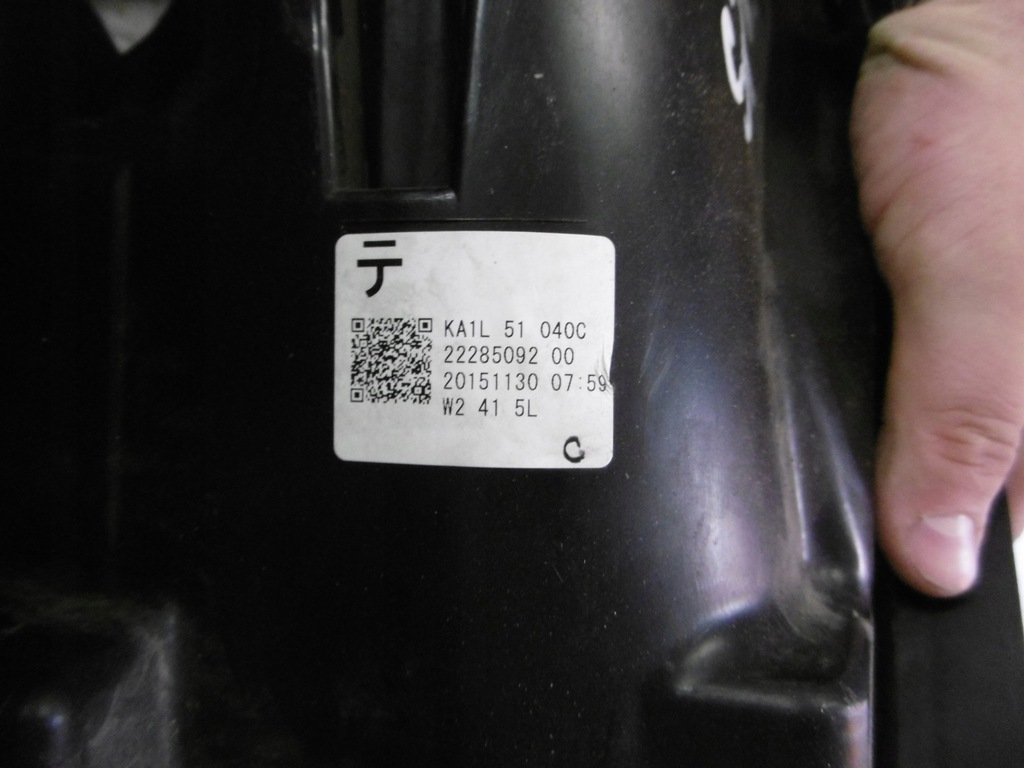 テ
KA1L 51 040C
22285092 00
20151130 07:59
W2 41 5L
C